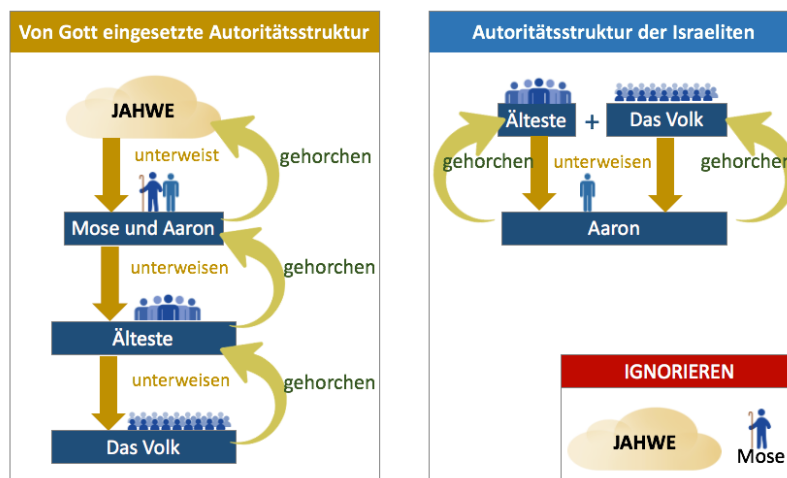 Von Gott eingesetzte Autoritätsstruktur
JAHWE
unterweist
gehorchen
Mose und Aaron
unterweisen
gehorchen
Älteste
unterweisen
gehorchen
Das Volk
Autoritätsstruktur der Israeliten
Älteste + Das Volk
gehorchen unterweisen gehorchen
Aaron
IGNORIEREN
JAHWE
Mose